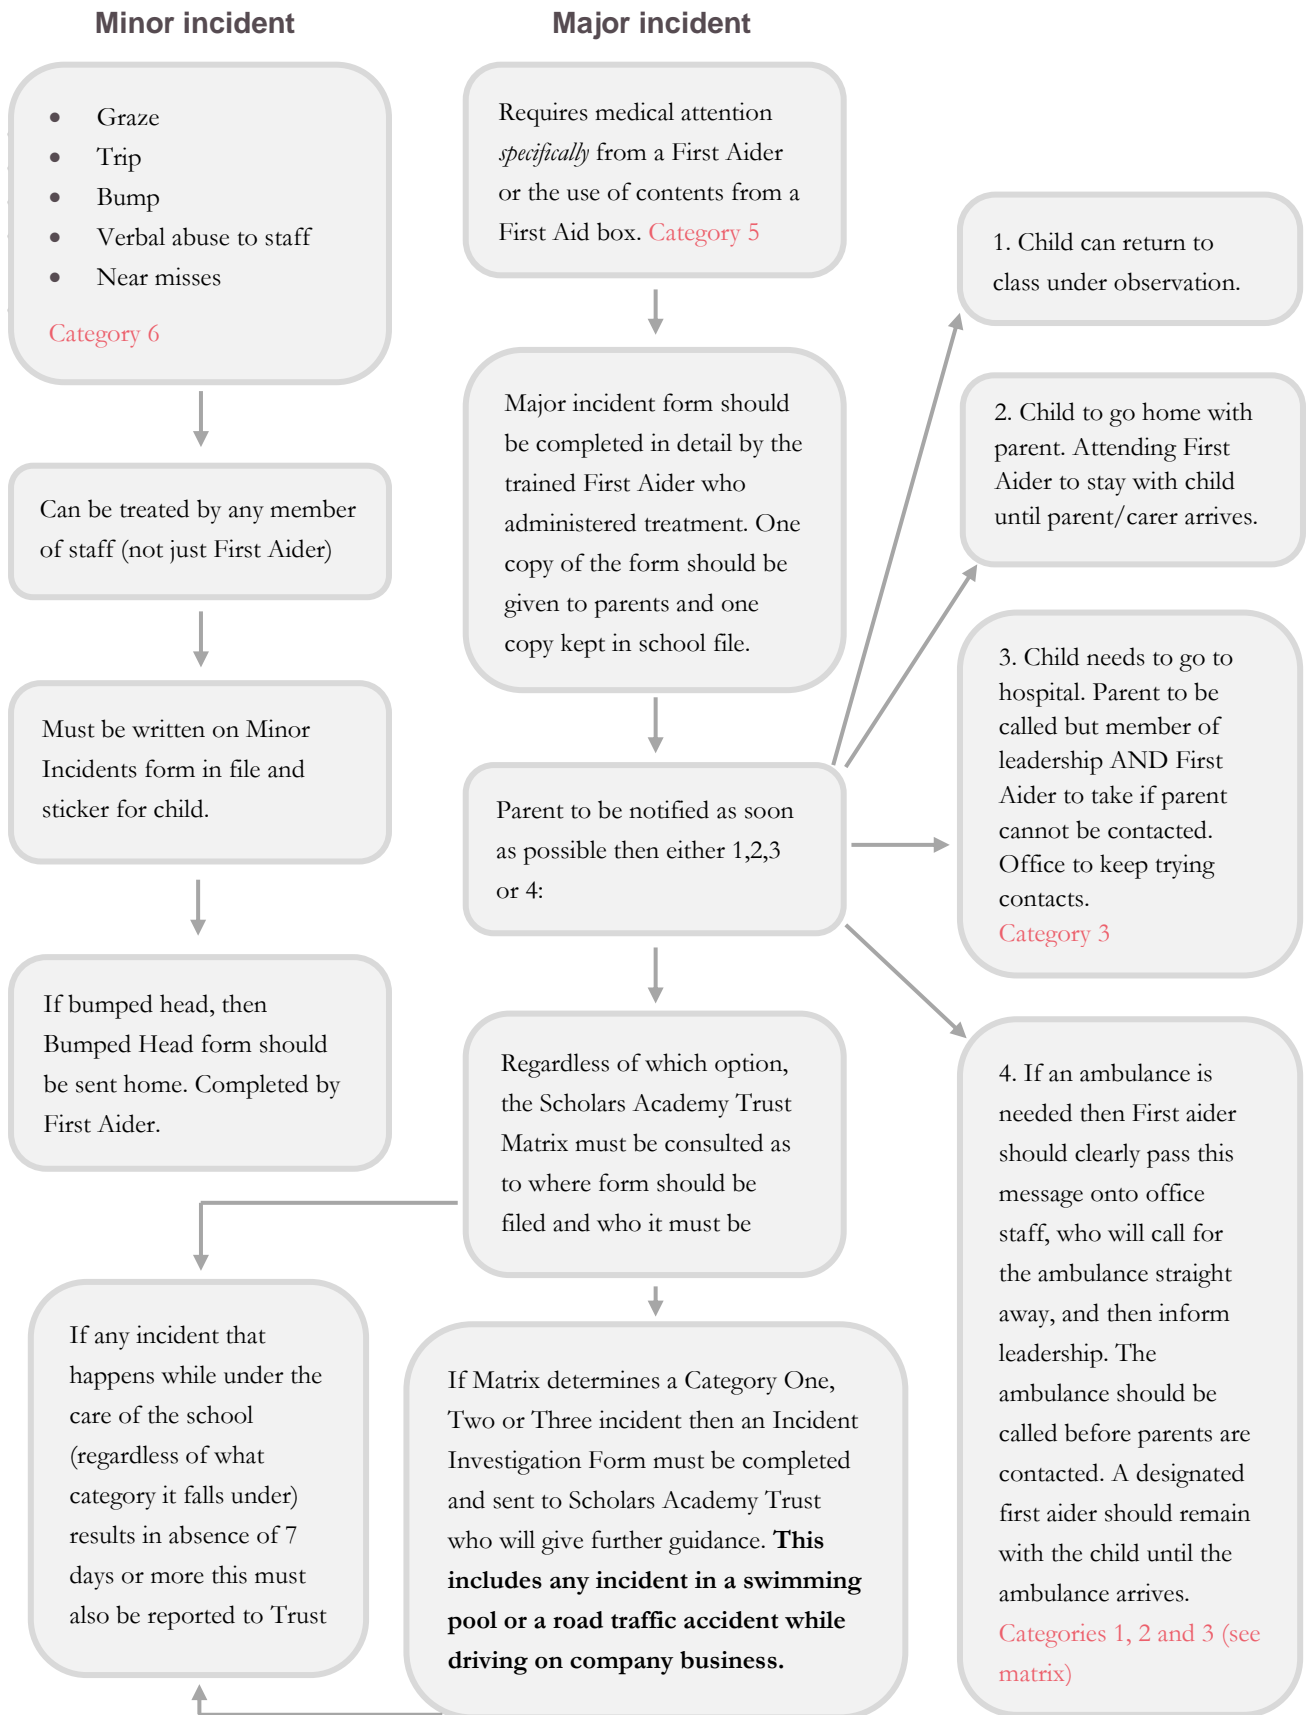 Minor incident
• Graze
• Trip
• Bump
• Verbal abuse to staff
• Near misses
Category 6
Can be treated by any member
of staff (not just First Aider)
Must be written on Minor
Incidents form in file and
sticker for child.
If bumped head, then
Bumped Head form should
be sent home. Completed by
First Aider.
If any incident that
happens while under the
care of the school
(regardless of what
category it falls under)
results in absence of 7
days or more this must
also be reported to Trust
Major incident
Requires medical attention
specifically from a First Aider
or the use of contents from a
First Aid box. Category 5
Major incident form should
be completed in detail by the
trained First Aider who
administered treatment. One
copy of the form should be
given to parents and one
copy kept in school file.
Parent to be notified as soon
as possible then either 1,2,3
or 4:
Regardless of which option,
the Scholars Academy Trust
Matrix must be consulted as
to where form should be
filed and who it must be
If Matrix determines a Category One,
Two or Three incident then an Incident
Investigation Form must be completed
and sent to Scholars Academy Trust
who will give further guidance. This
includes any incident in a swimming
pool or a road traffic accident while
driving on company business.
1. Child can return to
class under observation.
2. Child to go home with
parent. Attending First
Aider to stay with child
until parent/carer arrives.
3. Child needs to go to
hospital. Parent to be
called but member of
leadership AND First
Aider to take if parent
cannot be contacted.
Office to keep trying
contacts.
Category 3
4. If an ambulance is
needed then First aider
should clearly pass this
message onto office
staff, who will call for
the ambulance straight
away, and then inform
leadership. The
ambulance should be
called before parents are
contacted. A designated
first aider should remain
with the child until the
ambulance arrives.
Categories 1, 2 and 3 (see
matrix)